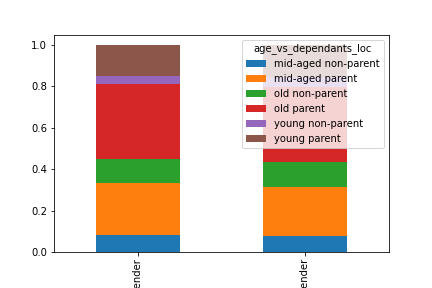 1.0
0.8
0.6
0.4
0.2
0.0
age_vs_dependants_loc
mid-aged non-parent
mid-aged parent
old non-parent
old parent
young non-parent
young parent
ender
ender